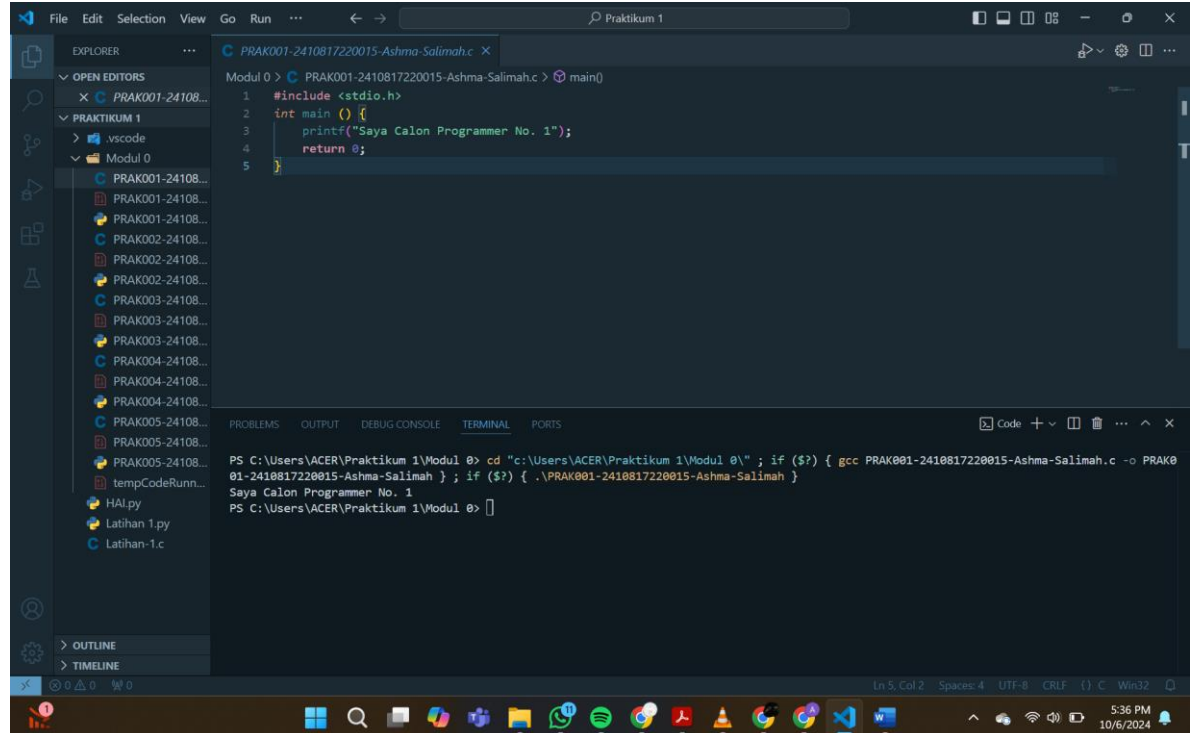 File Edit Selection View Go Run ... Praktikum 1
EXPLORER ...
OPEN EDITORS
PRAK001-24108...
PRAKTIKUM 1
.vscode
Modul 0
PRAK001-24108...
PRAK001-24108...
PRAK001-24108...
PRAK002-24108...
PRAK002-24108...
PRAK002-24108...
PRAK003-24108...
PRAK003-24108...
PRAK003-24108...
PRAK004-24108...
PRAK004-24108...
PRAK004-24108...
PRAK005-24108...
PRAK005-24108...
PRAK005-24108...
tempCodeRunn...
HAI.py
Latihan 1.py
C Latihan-1.c
OUTLINE
TIMELINE
C PRAK001-2410817220015-Ashma-Salimah.c
Modul 0 > C PRAK001-2410817220015-Ashma-Salimah.c > main()
1 #include <stdio.h>
2 int main () {
3 printf("Saya Calon Programmer No. 1");
4 return 0;
5 }
PROBLEMS OUTPUT DEBUG CONSOLE TERMINAL PORTS Code
PS C:\Users\ACER\Praktikum 1\Modul 0> cd "c:\Users\ACER\Praktikum 1\Modul 0\" ; if ($?) { gcc PRAK001-2410817220015-Ashma-Salimah.c -o PRAK0
01-2410817220015-Ashma-Salimah } ; if ($?) { .\PRAK001-2410817220015-Ashma-Salimah }
Saya Calon Programmer No. 1
PS C:\Users\ACER\Praktikum 1\Modul 0>
0 0 0 Ln 5, Col 2 Spaces: 4 UTF-8 CRLF {} C Win32
1 11 5:36 PM
10/6/2024